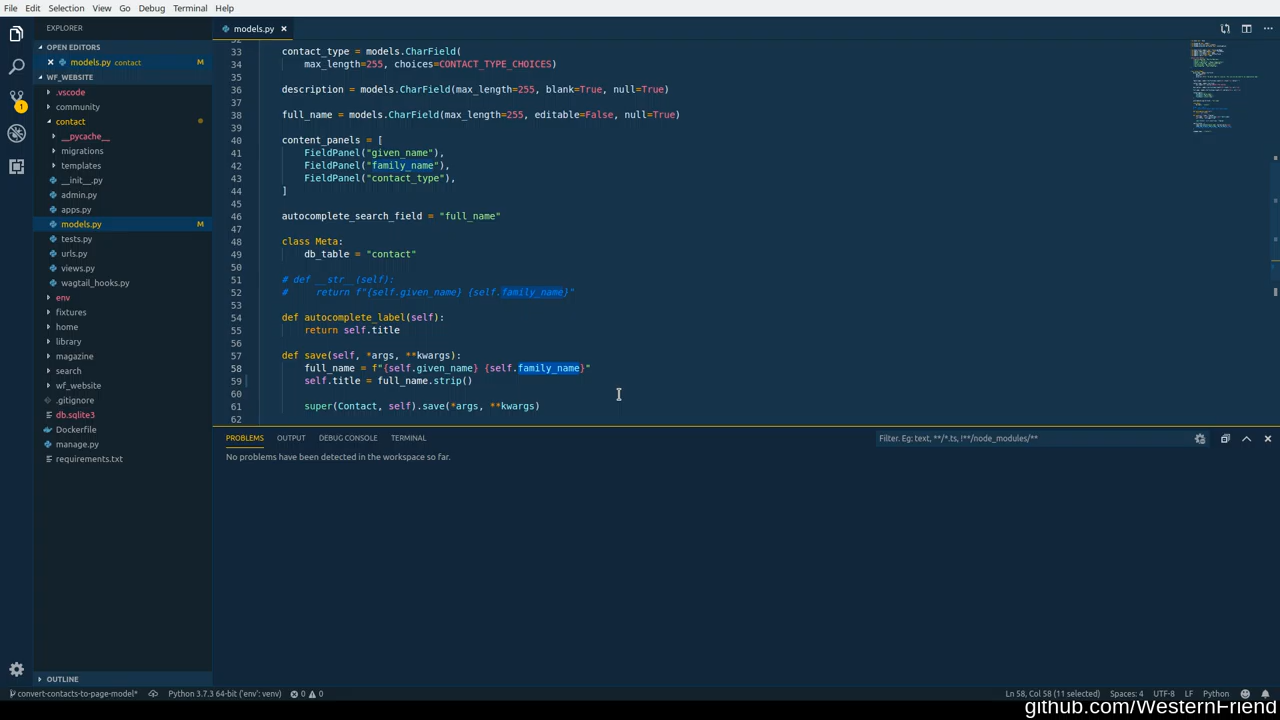 File Edit Selection View Go Debug Terminal Help
EXPLORER
OPEN EDITORS
models.py contact M
WF_WEBSITE
.vscode
community
contact
__pycache__
migrations
templates
__init__.py
admin.py
apps.py
models.py M
tests.py
urls.py
views.py
wagtail_hooks.py
env
fixtures
home
library
magazine
search
wf_website
.gitignore
db.sqlite3
Dockerfile
manage.py
requirements.txt
OUTLINE
models.py
33 contact_type = models.CharField(
34 max_length=255, choices=CONTACT_TYPE_CHOICES)
35
36 description = models.CharField(max_length=255, blank=True, null=True)
37
38 full_name = models.CharField(max_length=255, editable=False, null=True)
39
40 content_panels = [
41 FieldPanel("given_name"),
42 FieldPanel("family_name"),
43 FieldPanel("contact_type"),
44 ]
45
46 autocomplete_search_field = "full_name"
47
48 class Meta:
49 db_table = "contact"
50
51 # def __str__(self):
52 # return f"{self.given_name} {self.family_name}"
53
54 def autocomplete_label(self):
55 return self.title
56
57 def save(self, *args, **kwargs):
58 full_name = f"{self.given_name} {self.family_name}"
59 self.title = full_name.strip()
60
61 super(Contact, self).save(*args, **kwargs)
62
PROBLEMS OUTPUT DEBUG CONSOLE TERMINAL
Filter. Eg: text, **/*.ts, !**/node_modules/**
No problems have been detected in the workspace so far.
1
convert-contacts-to-page-model* Python 3.7.3 64-bit ('env': venv) 0 0
Ln 58, Col 58 (11 selected) Spaces: 4 UTF-8 LF Python
github.com/WesternFriend